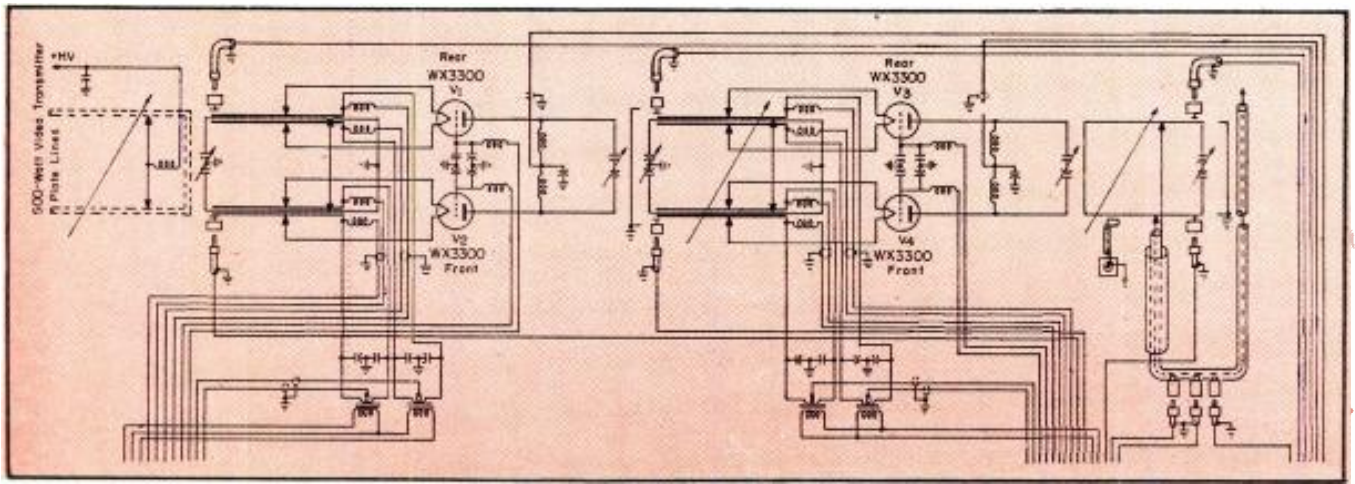 500-Watt Video Transmitter
Plate Lines
+HV
Rear
WX3300
V1
V2
WX3300
Front
Rear
WX3300
V3
V4
WX3300
Front